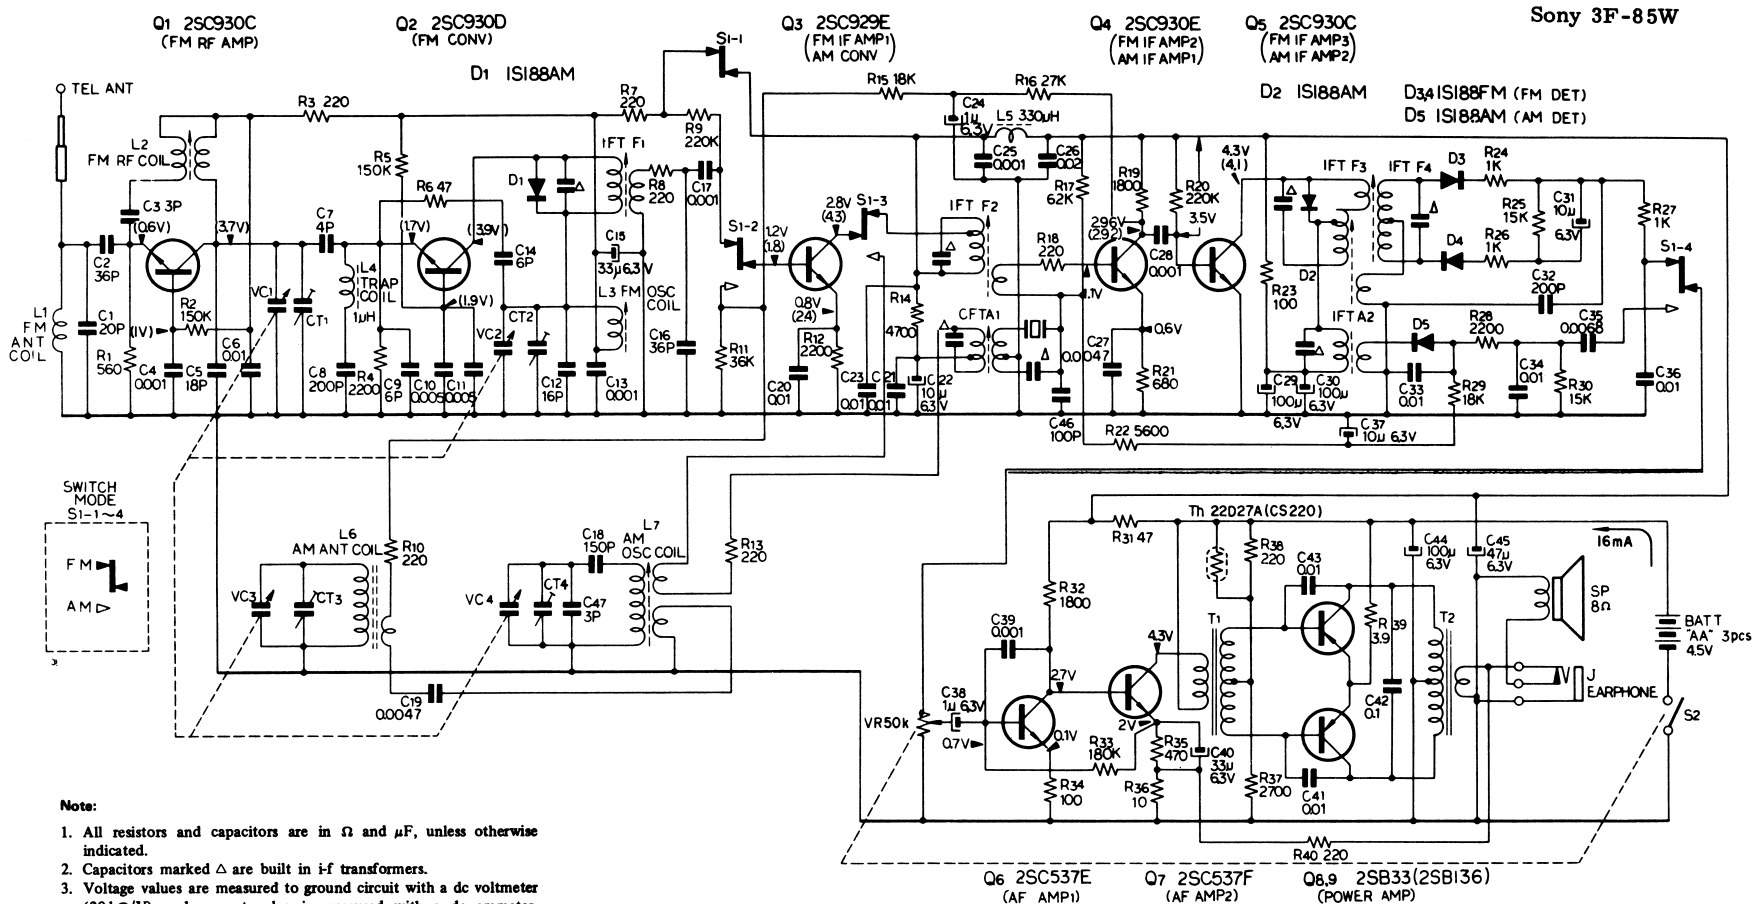 Sony 3F-85W
Q1 2SC930C
(FM RF AMP)
Q2 2SC930D
(FM CONV)
Q3 2SC929E
(FM IF AMP1)
(AM CONV)
Q4 2SC930E
(FM IF AMP2)
(AM IF AMP1)
Q5 2SC930C
(FM IF AMP3)
(AM IF AMP2)
D1 1S188AM
D2 1S188AM
D3,4 1S188FM (FM DET)
D5 1S188AM (AM DET)
TEL ANT
L2
FM RF COIL
R3 220
R7
220
R9
220K
S1-1
R15 18K
R16 27K
C24
1μ
6.3V
L5 330μH
C25
0.001
C26
0.02
R5
150K
R6 47
D1
IFT F1
R8
220
C17
0.001
R17
62K
R19
1800
R20
220K
4.3V
(4.1)
IFT F3
IFT F4
D3
R24
1K
R25
15K
C31
10μ
6.3V
R27
1K
C3 3P
(0.6V)
3.7V
C7
4P
(1.7V)
(3.9V)
C14
6P
C15
33μ 6.3V
S1-2
1.2V
(1.8)
2.8V
(4.3)
S1-3
IFT F2
R18
220
2.96V
(2.92)
C28
0.001
3.5V
D2
D4
R26
1K
S1-4
C2
36P
L4
TRAP
COIL
1μH
L3 FM
OSC
COIL
R23
100
C32
200P
L1
FM
ANT
COIL
C1
20P
R1
560
(1V)
R2
150K
C4
0.001
C5
18P
C6
0.01
VC1
CT1
C8
200P
R4
2200
C9
6P
(1.9V)
C10
0.005
C11
0.005
VC2
CT2
C12
16P
C13
0.001
C16
36P
R11
36K
0.8V
(2.4)
R12
2200
C20
0.01
R14
4700
C23
0.01
C21
0.01
C22
10μ
6.3V
CFTA1
0.0047
1.1V
C27
C46
100P
0.6V
R21
680
IFT A2
C29
100μ
6.3V
C30
100μ
6.3V
D5
R28
2200
C35
0.0068
C33
0.01
R29
18K
C34
0.01
R30
15K
C36
0.01
R22 5600
C37
10μ 6.3V
SWITCH
MODE
S1-1~4
FM
AM
L6
AM ANT COIL
R10
220
VC3
CT3
C19
0.0047
C18
150P
L7
AM
OSC COIL
VC4
CT4
C47
3P
R13
220
Th 22D27A(CS220)
R31 47
R38
220
C43
0.01
C44
100μ
6.3V
C45
47μ
6.3V
16mA
SP
8Ω
BATT
"AA" 3pcs
4.5V
R32
1800
C39
0.001
4.3V
T1
R39
3.9
T2
J
EARPHONE
S2
2.7V
C38
1μ 6.3V
VR50k
0.7V
0.1V
R33
180K
2V
R35
470
C40
33μ
6.3V
C42
0.1
R34
100
R36
10
R37
2700
C41
0.01
R40 220
Q6 2SC537E
(AF AMP1)
Q7 2SC537F
(AF AMP2)
Q8,9 2SB33(2SB136)
(POWER AMP)
Note:
1. All resistors and capacitors are in Ω and μF, unless otherwise
indicated.
2. Capacitors marked △ are built in i-f transformers.
3. Voltage values are measured to ground circuit with a dc voltmeter